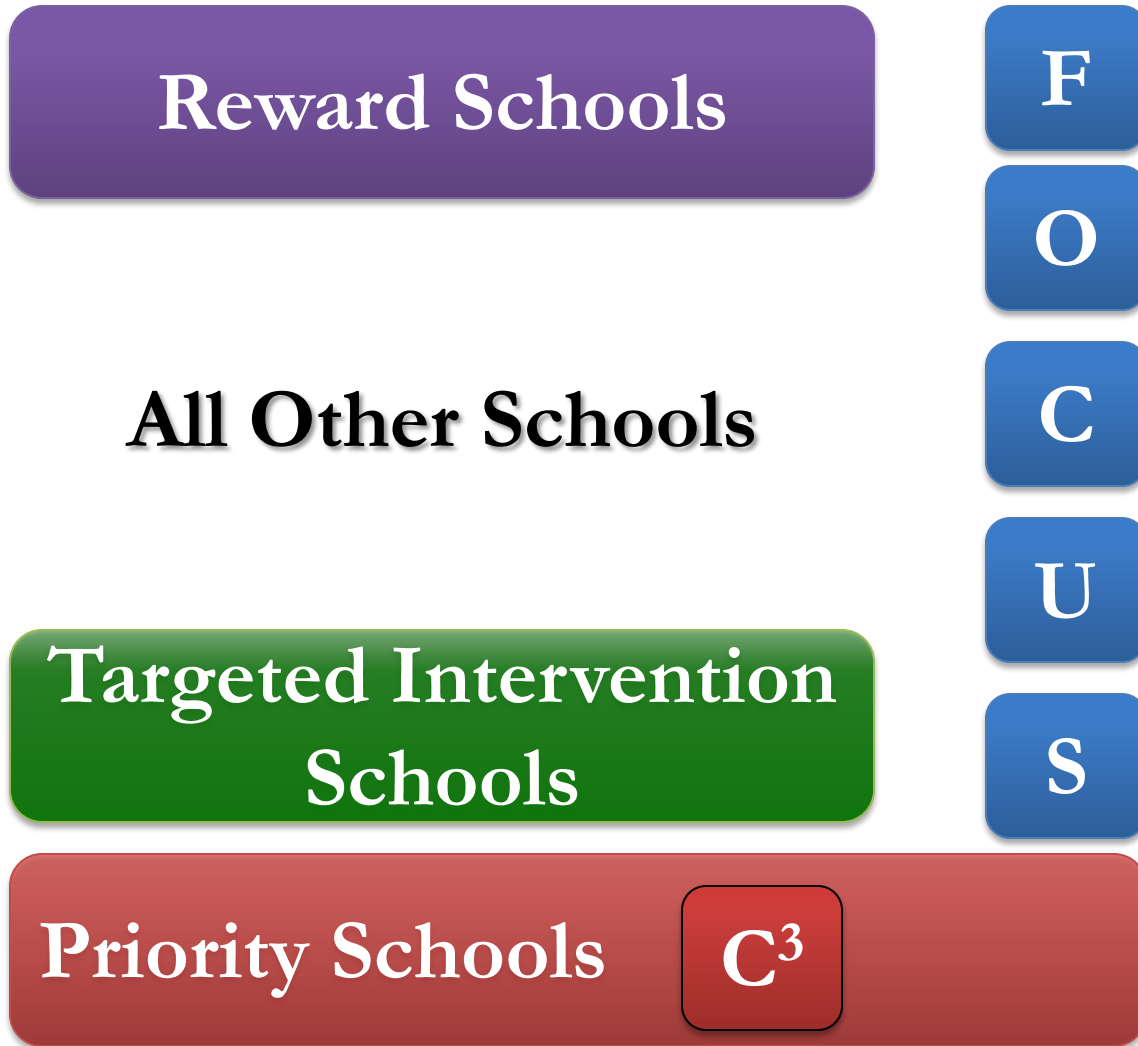 Reward Schools
All Other Schools
Targeted Intervention
Schools
Priority Schools
C³
F
O
C
U
S